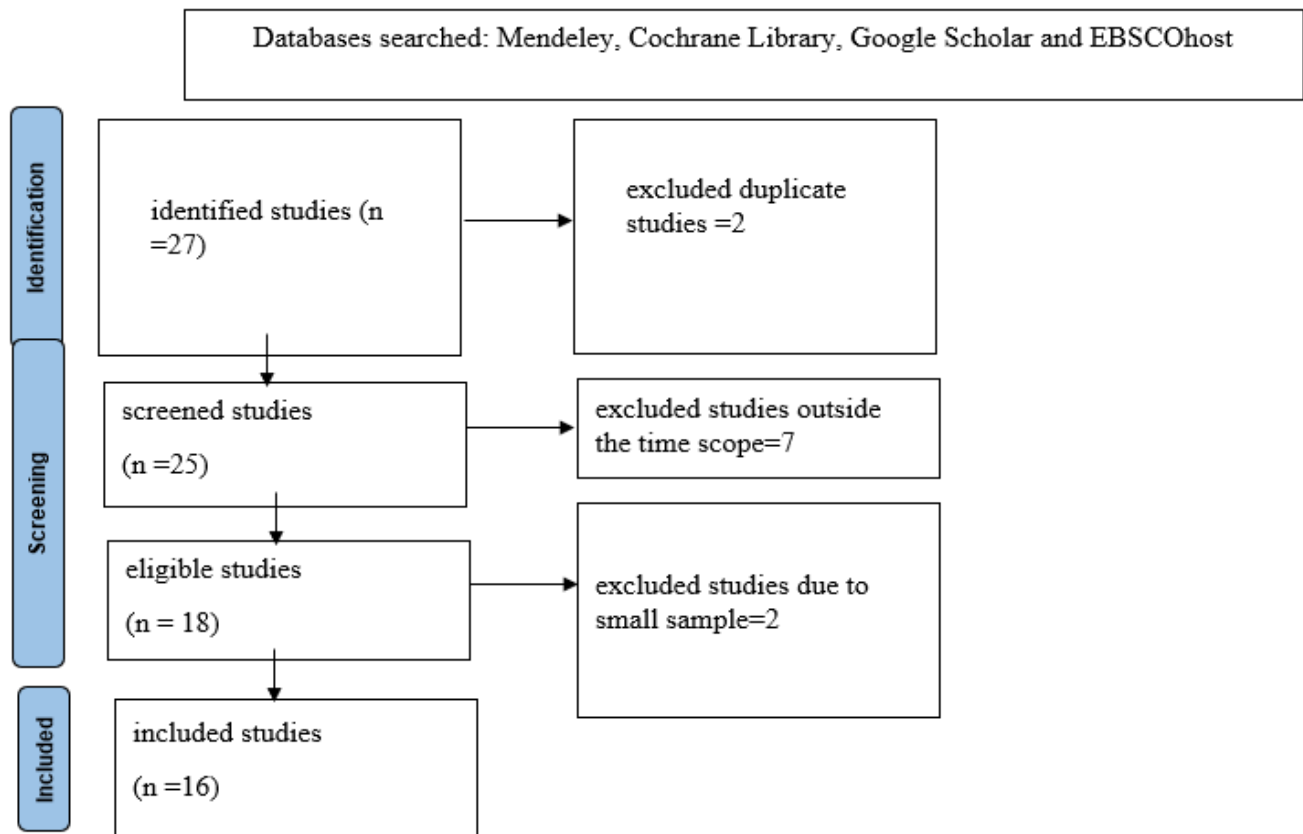 Databases searched: Mendeley, Cochrane Library, Google Scholar and EBSCOhost
Identification
identified studies (n
=27)
excluded duplicate
studies =2
Screening
screened studies
(n =25)
excluded studies outside
the time scope=7
eligible studies
(n = 18)
excluded studies due to
small sample=2
Included
included studies
(n =16)